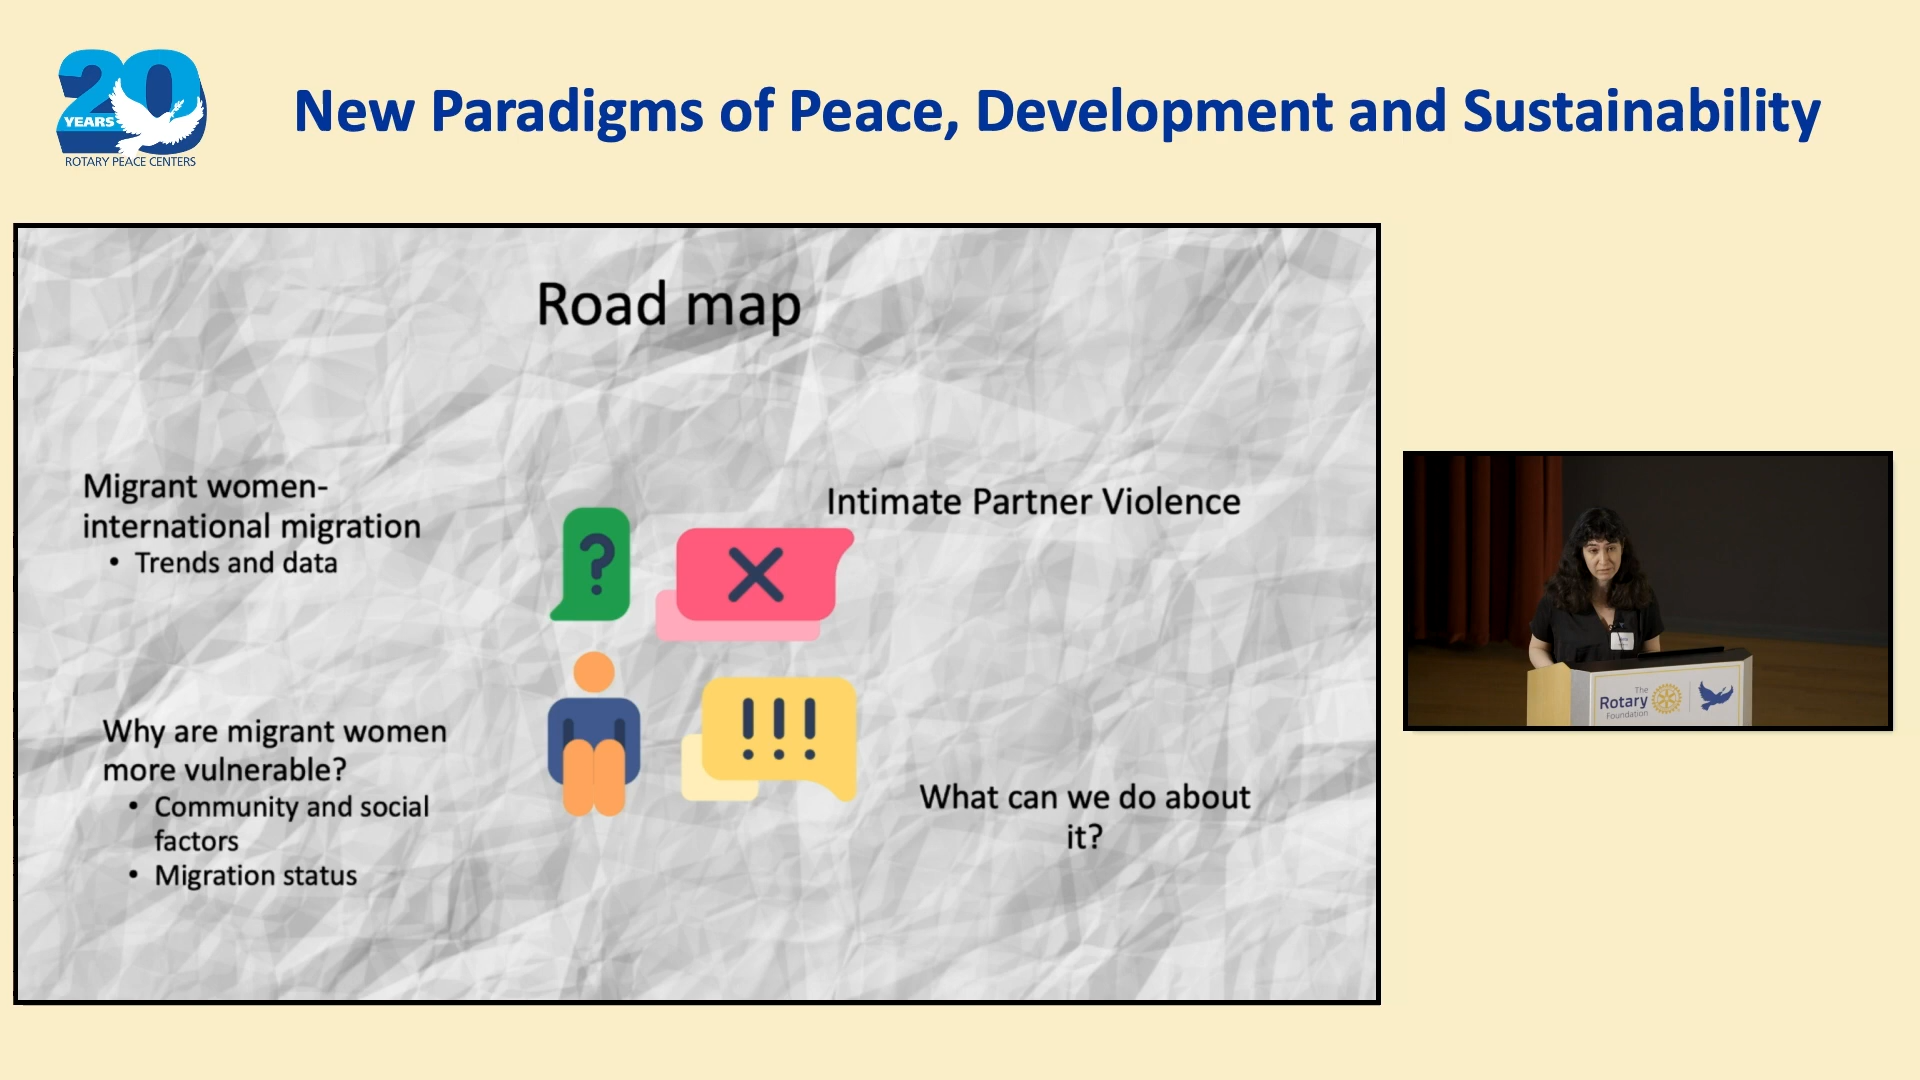 20
YEARS
ROTARY PEACE CENTERS
New Paradigms of Peace, Development and Sustainability
Road map
Migrant women-
international migration
• Trends and data
Intimate Partner Violence
?
!!!
Why are migrant women
more vulnerable?
• Community and social
factors
• Migration status
What can we do about
it?
The
Rotary
Foundation